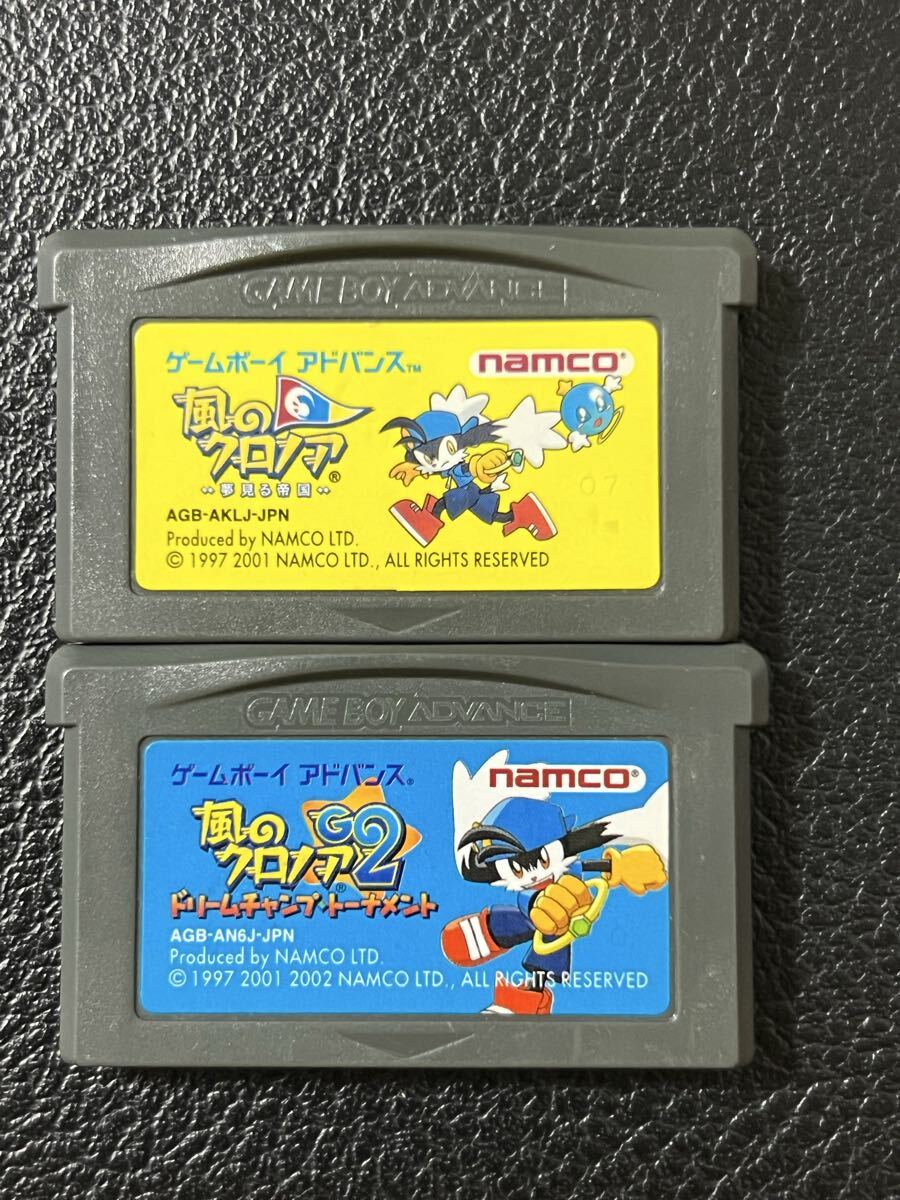 GAME BOY ADVANCE
ゲームボーイ アドバンス™
namco®
風のクロノア®
夢見る帝国
AGB-AKLJ-JPN
Produced by NAMCO LTD.
© 1997 2001 NAMCO LTD., ALL RIGHTS RESERVED
07
GAME BOY ADVANCE
ゲームボーイ アドバンス®
namco®
風のクロノア® G2
ドリームチャンプ・トーナメント
AGB-AN6J-JPN
Produced by NAMCO LTD.
© 1997 2001 2002 NAMCO LTD., ALL RIGHTS RESERVED